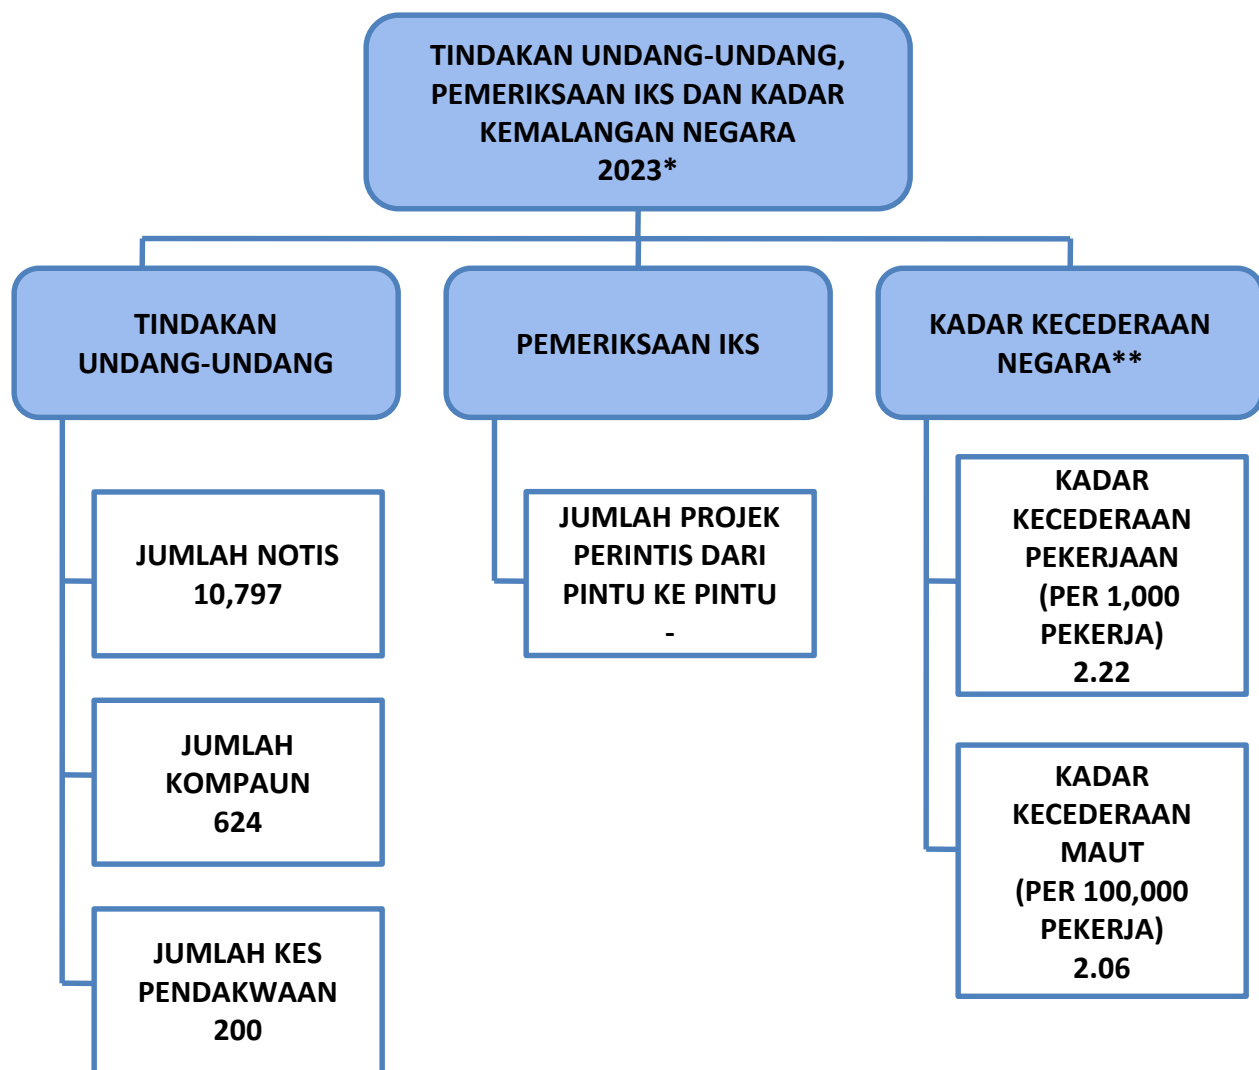 TINDAKAN UNDANG-UNDANG,
PEMERIKSAAN IKS DAN KADAR
KEMALANGAN NEGARA
2023*
TINDAKAN
UNDANG-UNDANG
JUMLAH NOTIS
10,797
JUMLAH
KOMPAUN
624
JUMLAH KES
PENDAKWAAN
200
PEMERIKSAAN IKS
JUMLAH PROJEK
PERINTIS DARI
PINTU KE PINTU
-
KADAR KECEDERAAN
NEGARA**
KADAR
KECEDERAAN
PEKERJAAN
(PER 1,000
PEKERJA)
2.22
KADAR
KECEDERAAN
MAUT
(PER 100,000
PEKERJA)
2.06